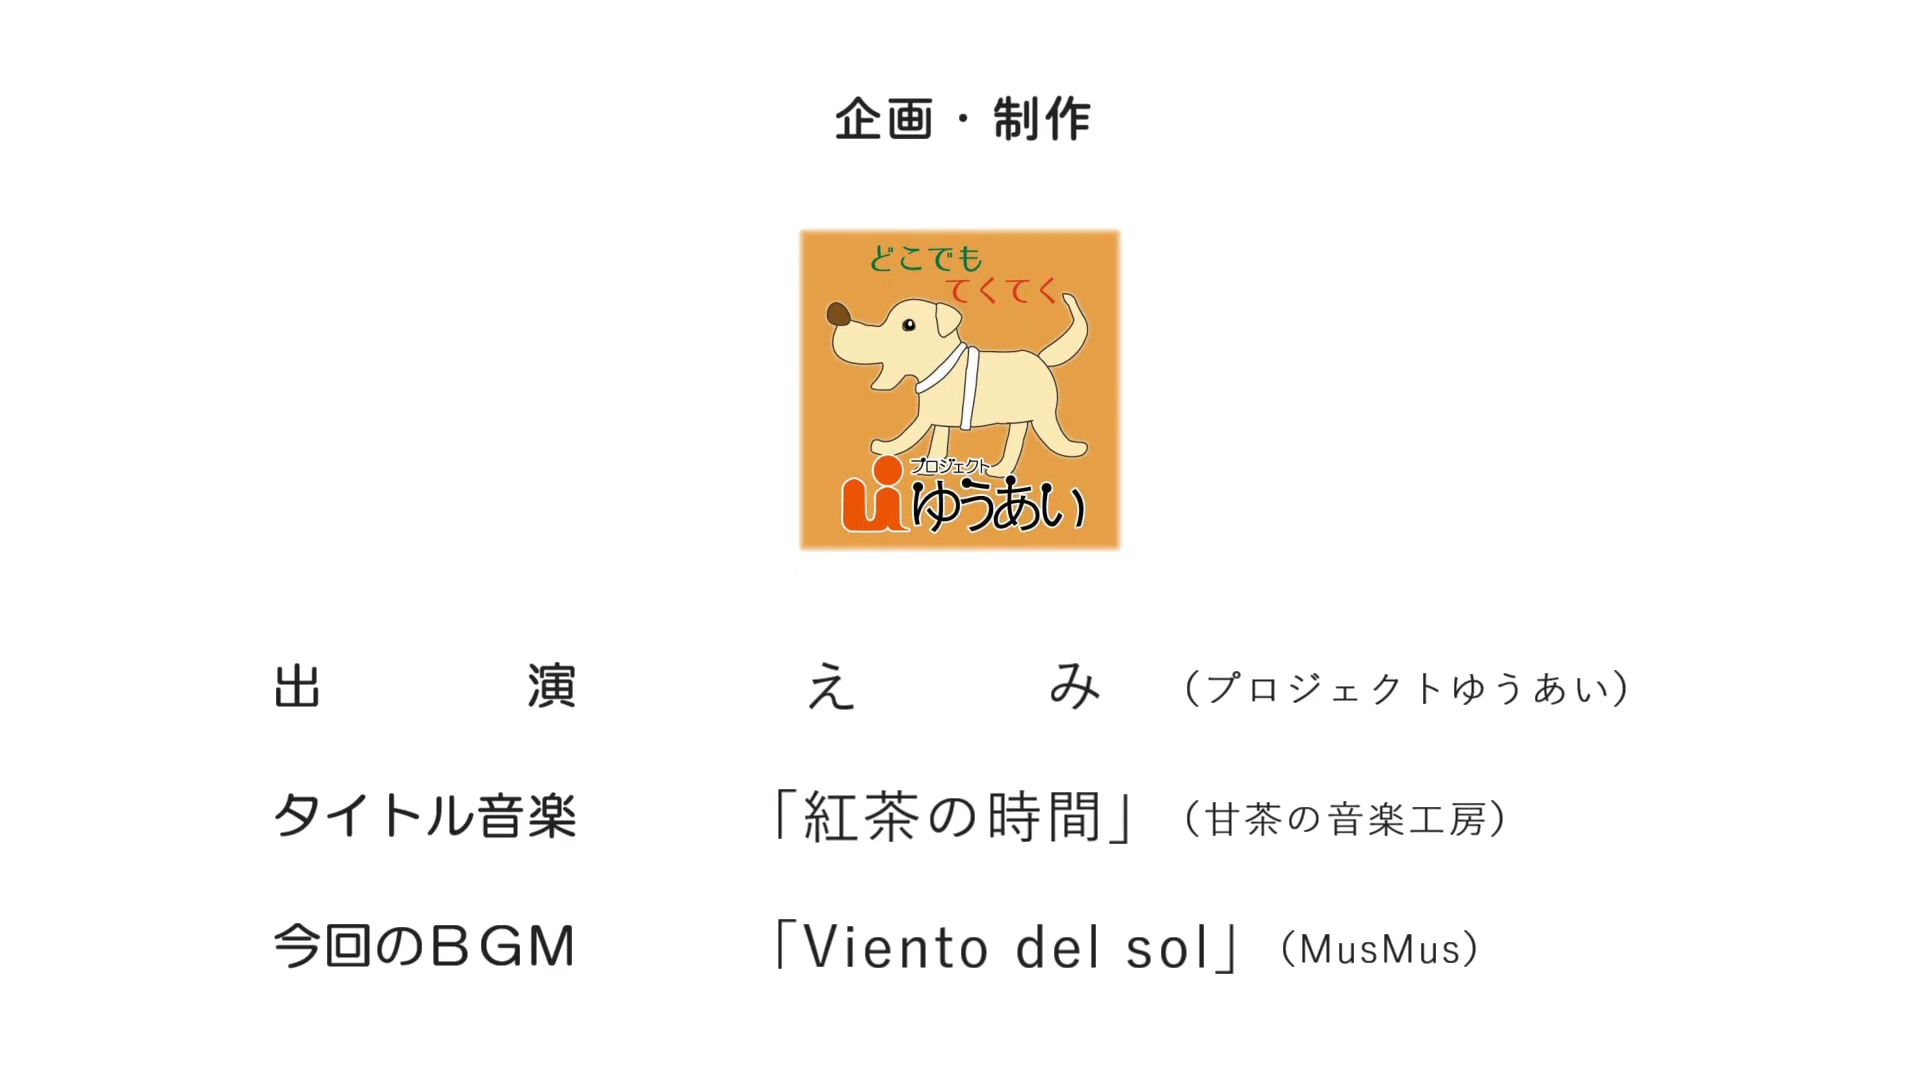 企画・制作
どこでも
てくてく
プロジェクト
ゆうあい
出演 えみ （プロジェクトゆうあい）
タイトル音楽 「紅茶の時間」 （甘茶の音楽工房）
今回のＢＧＭ 「Viento del sol」（MusMus）